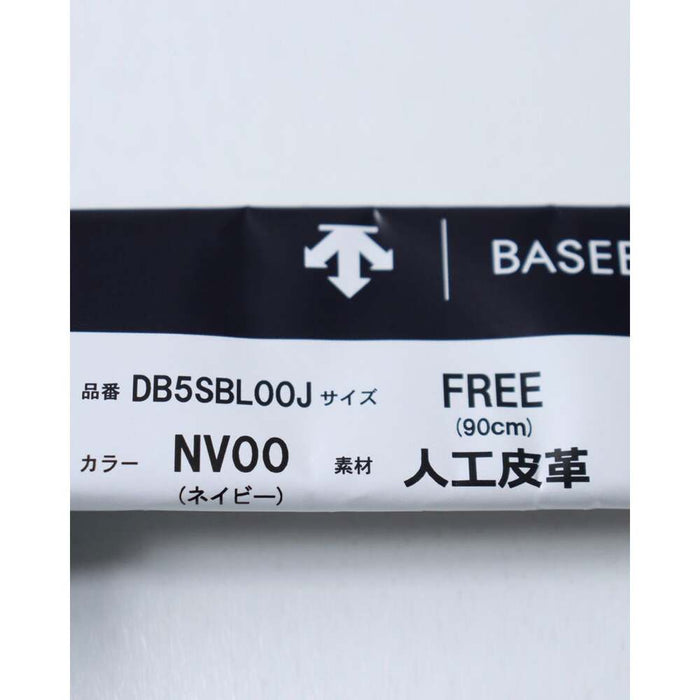 BASEB
品番 DB5SBL00J サイズ FREE
(90cm)
カラー NV00 素材 人工皮革
(ネイビー)